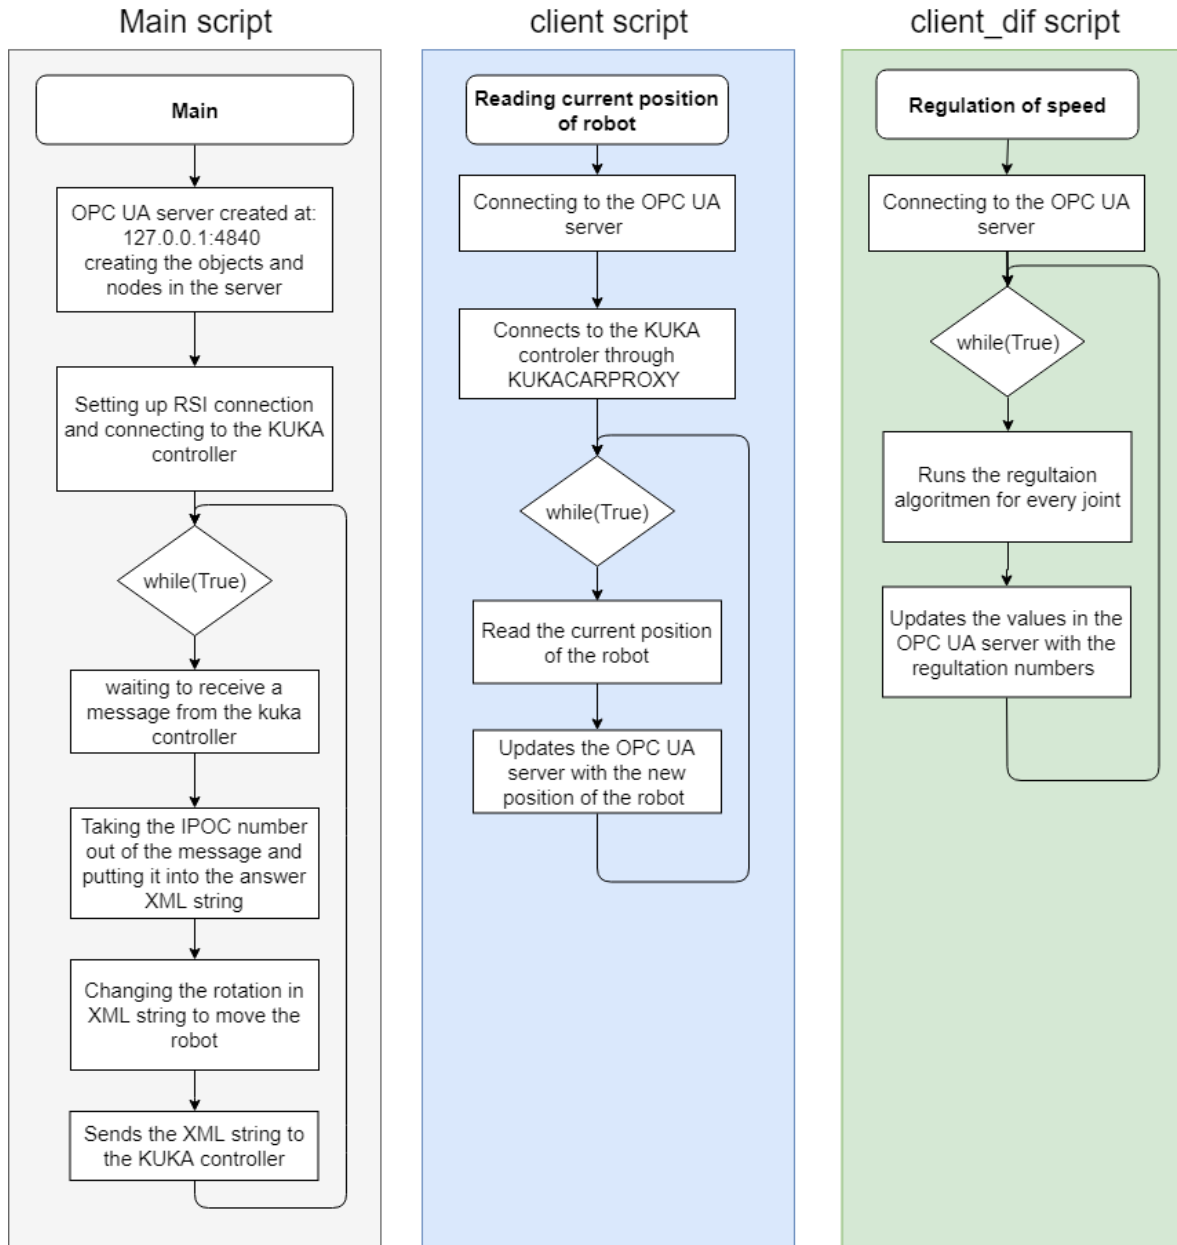 Main script
Main
OPC UA server created at:
127.0.0.1:4840
creating the objects and
nodes in the server
Setting up RSI connection
and connecting to the KUKA
controller
while(True)
waiting to receive a
message from the kuka
controller
Taking the IPOC number
out of the message and
putting it into the answer
XML string
Changing the rotation in
XML string to move the
robot
Sends the XML string to
the KUKA controller
client script
Reading current position
of robot
Connecting to the OPC UA
server
Connects to the KUKA
controler through
KUKACARPROXY
while(True)
Read the current position
of the robot
Updates the OPC UA
server with the new
position of the robot
client_dif script
Regulation of speed
Connecting to the OPC UA
server
while(True)
Runs the regultaion
algoritmen for every joint
Updates the values in the
OPC UA server with the
regultation numbers